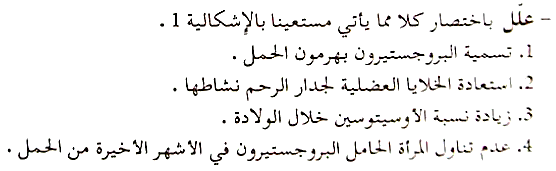 - علّل باختصار كلا مما يأتي مستعينا بالإشكالية 1 .
1. تسمية البروجستيرون بهرمون الحمل .
2. استعادة الخلايا العضلية لجدار الرحم نشاطها .
3. زيادة نسبة الأوسيتوسين خلال الولادة .
4. عدم تناول المرأة الحامل البروجستيرون في الأشهر الأخيرة من الحمل .